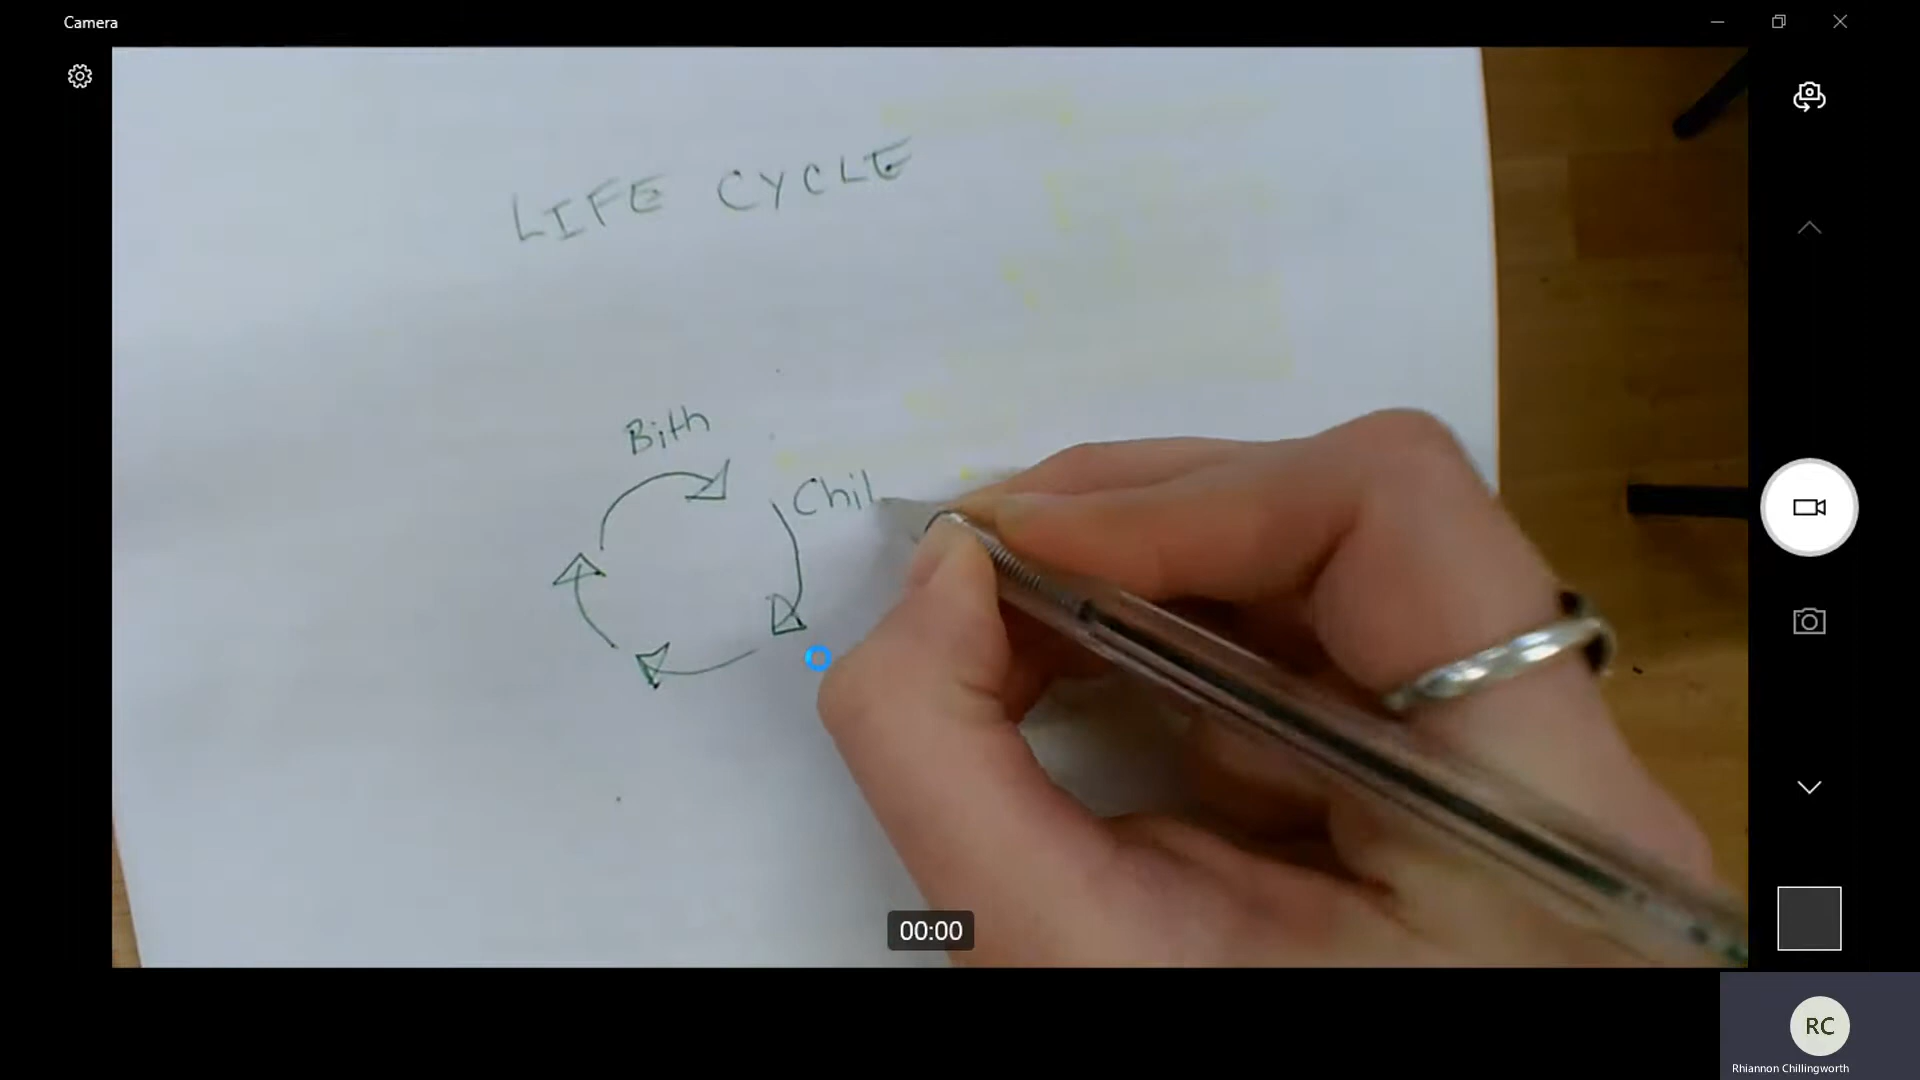 Camera
LIFE CYCLE
Bith
Chil
00:00
RC
Rhiannon Chillingworth